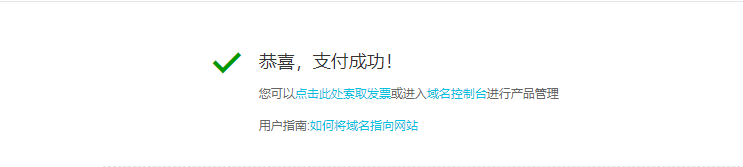 恭喜，支付成功！
您可以点击此处索取发票或进入域名控制台进行产品管理
用户指南:如何将域名指向网站